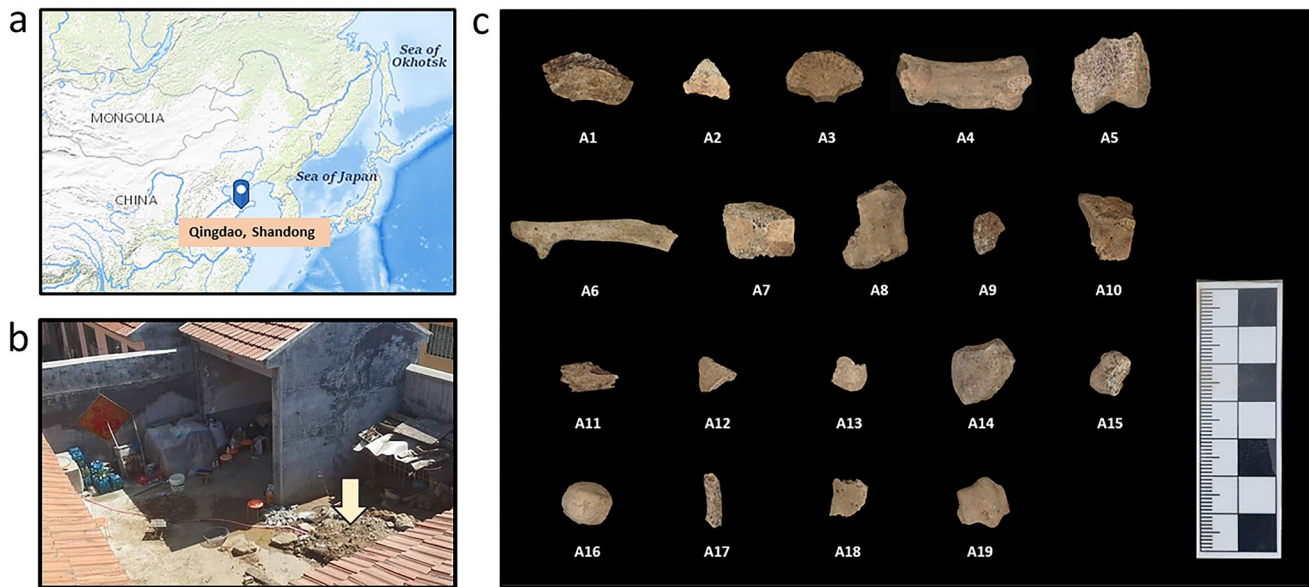 a
Sea of
Okhotsk
MONGOLIA
Sea of Japan
CHINA
Qingdao, Shandong
b
c
A1 A2 A3 A4 A5
A6 A7 A8 A9 A10
A11 A12 A13 A14 A15
A16 A17 A18 A19